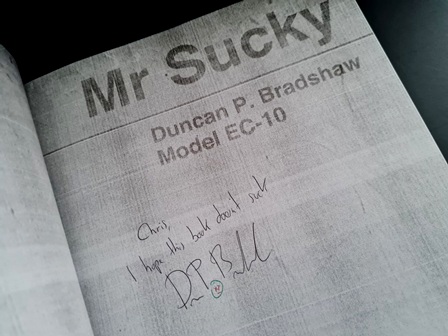 Mr Sucky
Duncan P. Bradshaw
Model EC-10
Chris,
I hope this book doesn't suck